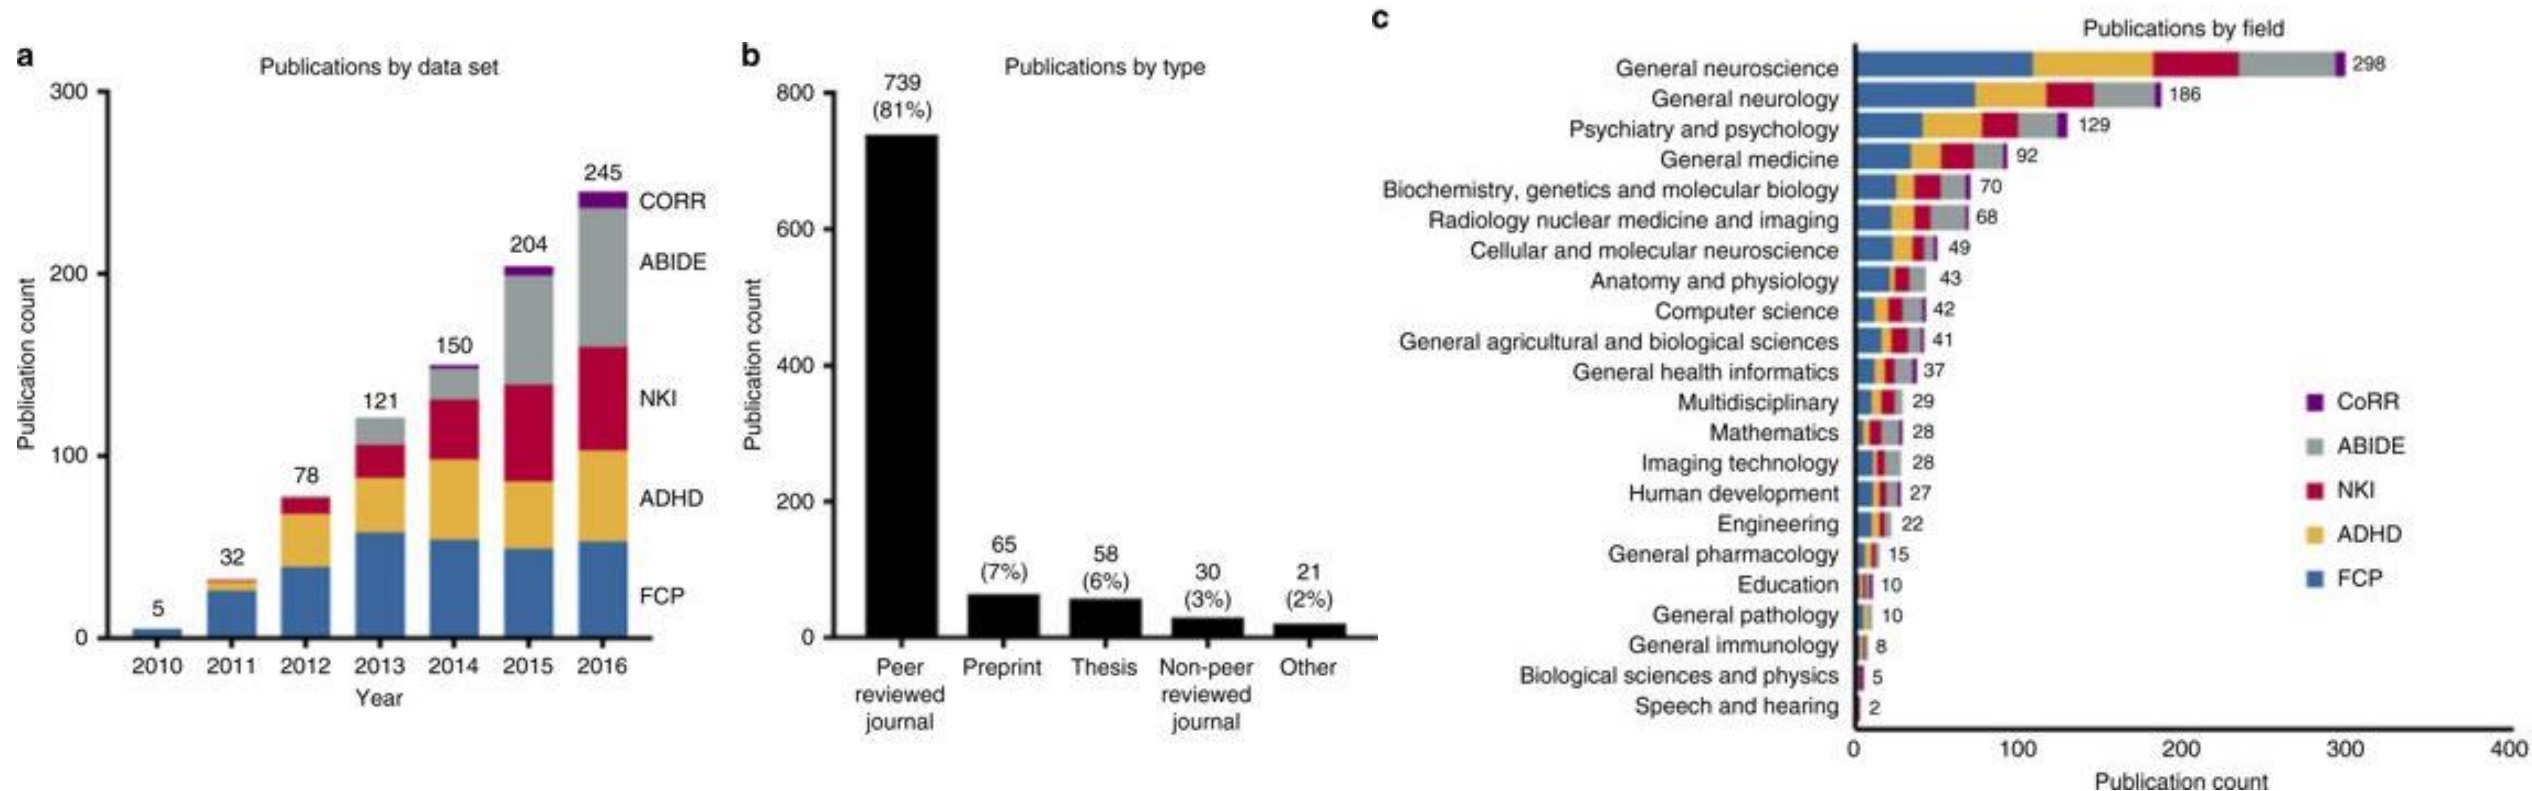 a
Publications by data set
Publication count
300
200
100
0
5
32
78
121
150
204
245
CORR
ABIDE
NKI
ADHD
FCP
2010 2011 2012 2013 2014 2015 2016
Year
b
Publications by type
Publication count
800
600
400
200
0
739
(81%)
65
(7%)
58
(6%)
30
(3%)
21
(2%)
Peer
reviewed
journal
Preprint
Thesis
Non-peer
reviewed
journal
Other
c
Publications by field
General neuroscience 298
General neurology 186
Psychiatry and psychology 129
General medicine 92
Biochemistry, genetics and molecular biology 70
Radiology nuclear medicine and imaging 68
Cellular and molecular neuroscience 49
Anatomy and physiology 43
Computer science 42
General agricultural and biological sciences 41
General health informatics 37
Multidisciplinary 29
Mathematics 28
Imaging technology 28
Human development 27
Engineering 22
General pharmacology 15
Education 10
General pathology 10
General immunology 8
Biological sciences and physics 5
Speech and hearing 2
CoRR
ABIDE
NKI
ADHD
FCP
0 100 200 300 400
Publication count